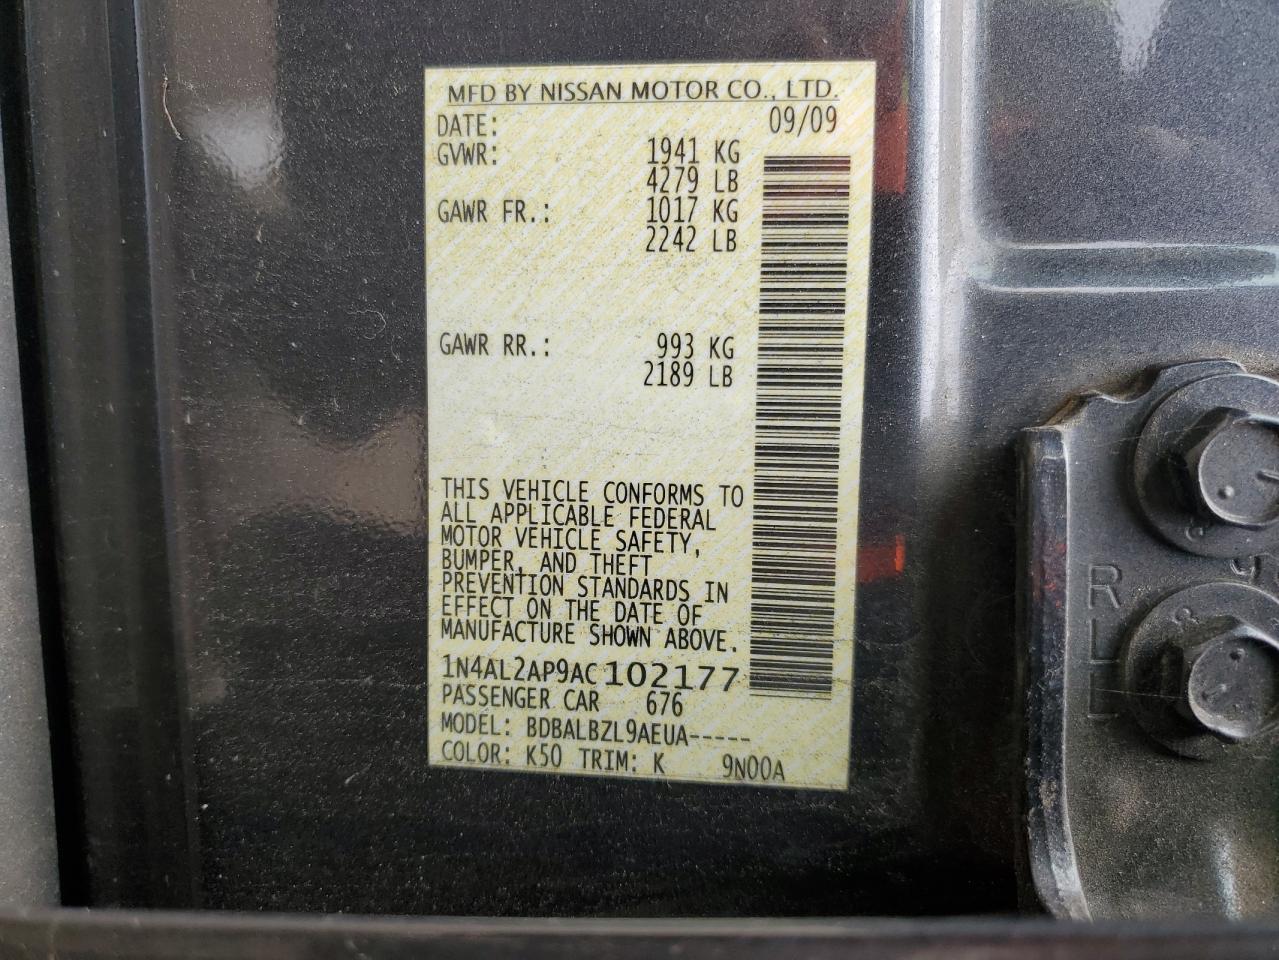 MFD BY NISSAN MOTOR CO., LTD.
DATE: 09/09
GVWR: 1941 KG
4279 LB
GAWR FR.: 1017 KG
2242 LB
GAWR RR.: 993 KG
2189 LB
THIS VEHICLE CONFORMS TO
ALL APPLICABLE FEDERAL
MOTOR VEHICLE SAFETY,
BUMPER, AND THEFT
PREVENTION STANDARDS IN
EFFECT ON THE DATE OF
MANUFACTURE SHOWN ABOVE.
1N4AL2AP9AC102177
PASSENGER CAR 676
MODEL: BDBALBZL9AEUA-----
COLOR: K50 TRIM: K 9N00A
R
L